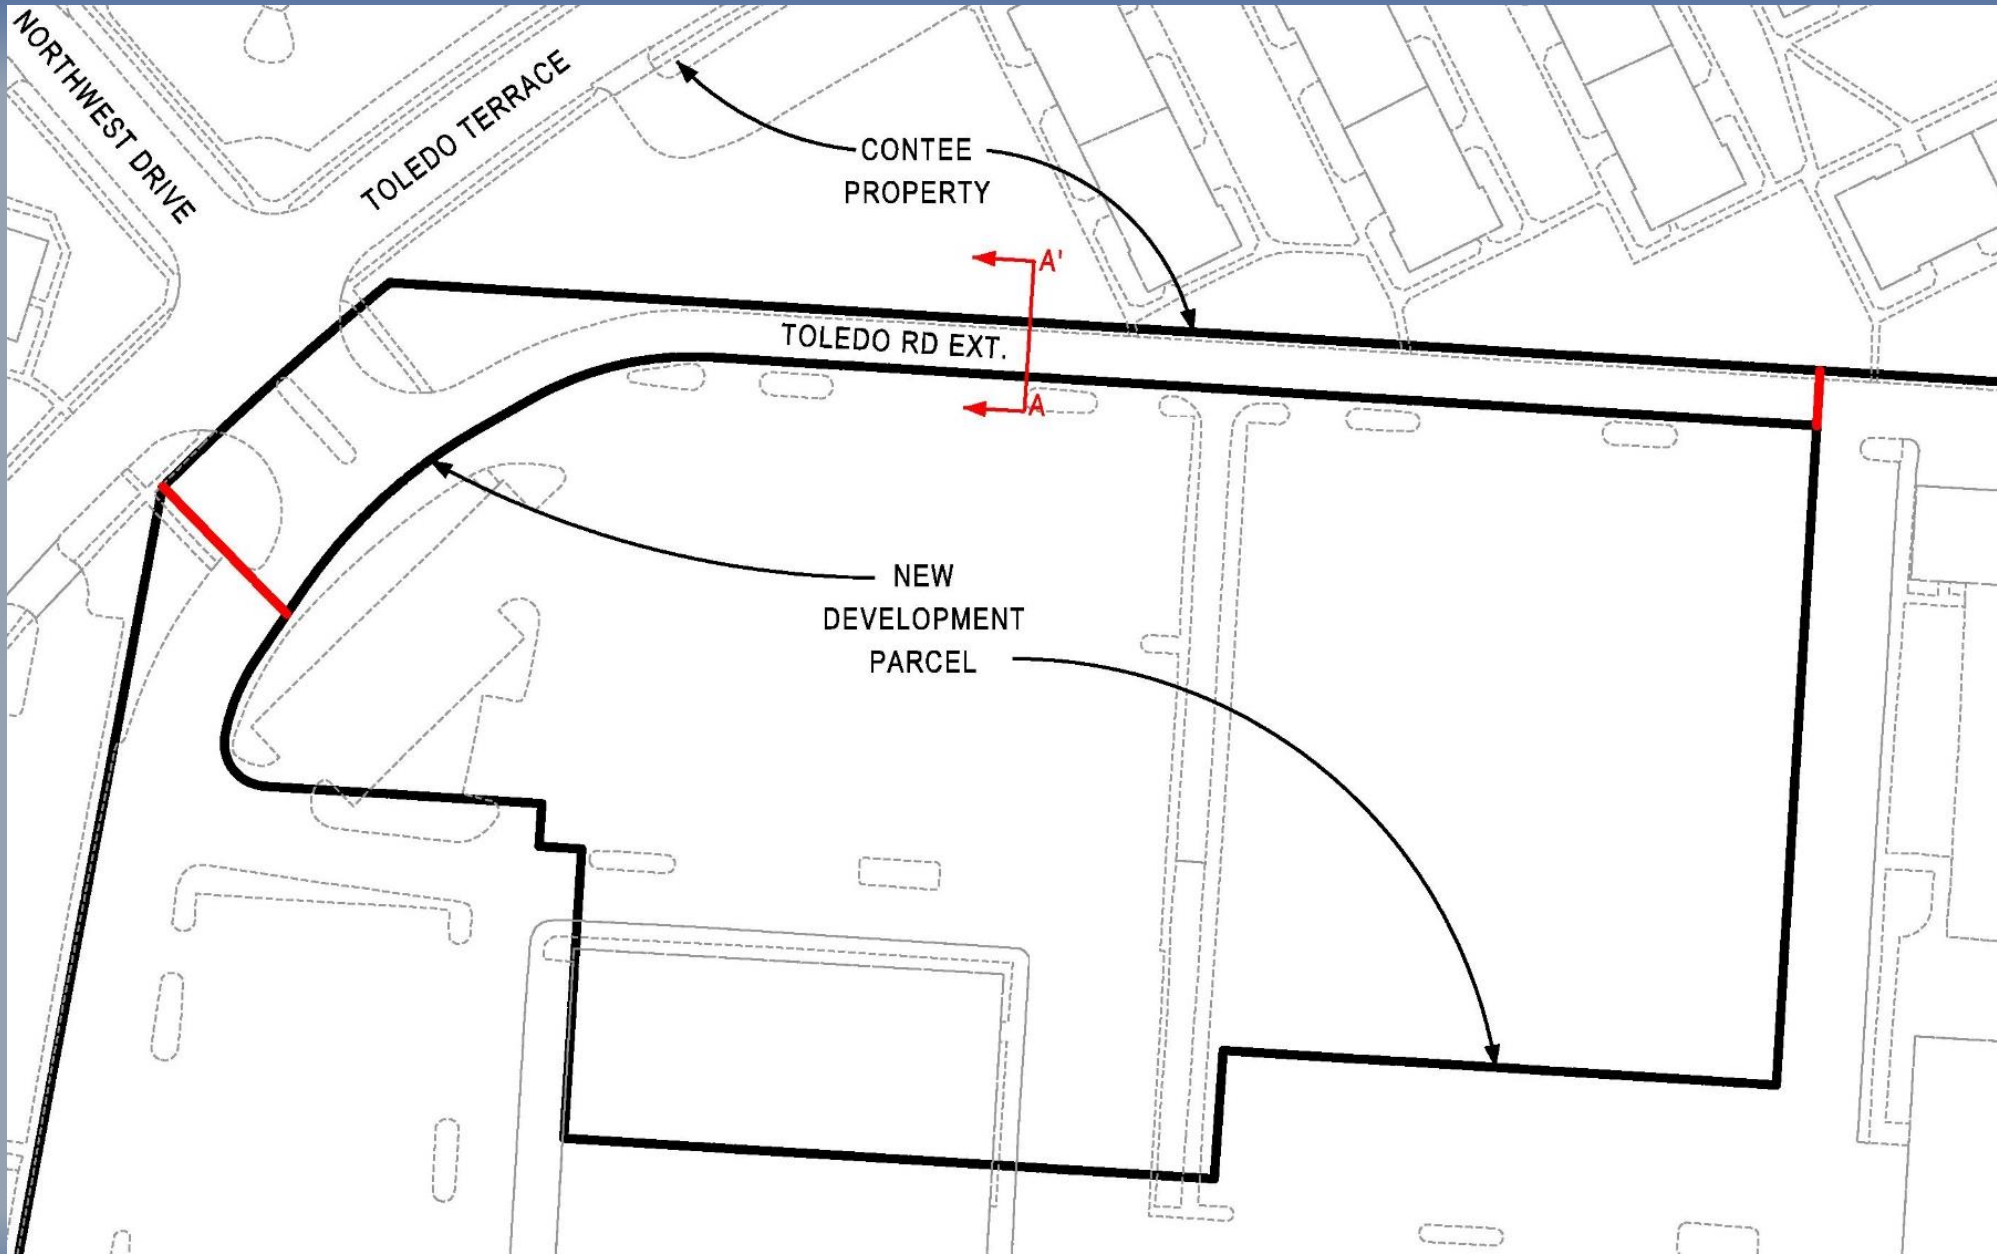 NORTHWEST DRIVE
TOLEDO TERRACE
CONTEE
PROPERTY
A'
TOLEDO RD EXT.
A
NEW
DEVELOPMENT
PARCEL